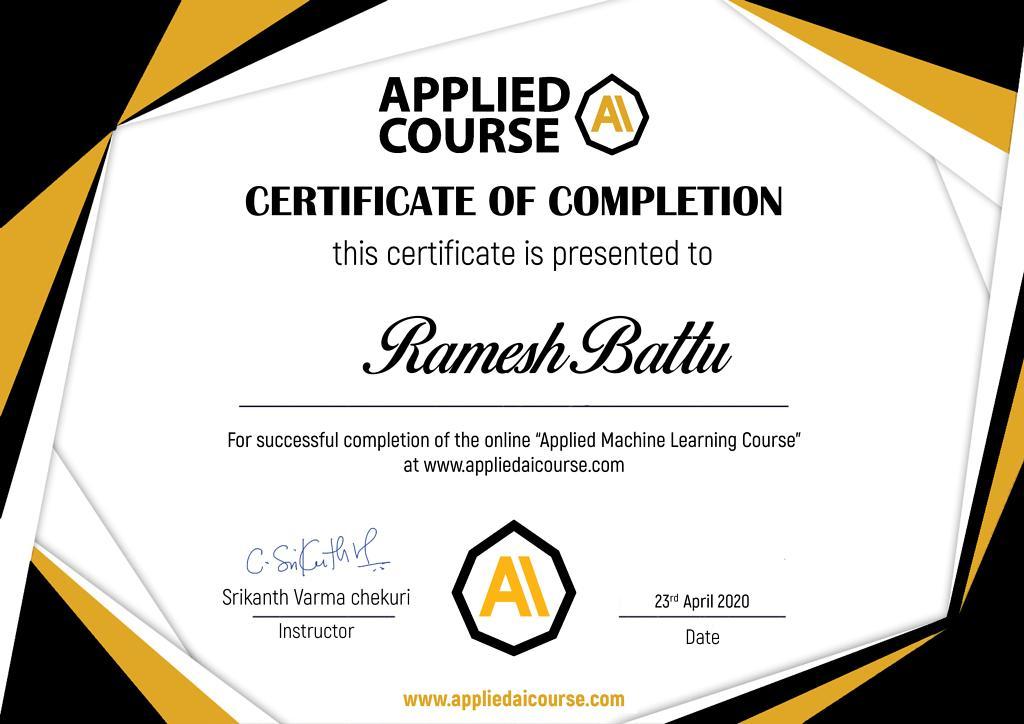 APPLIED
COURSE
AI
CERTIFICATE OF COMPLETION
this certificate is presented to
Ramesh Battu
For successful completion of the online “Applied Machine Learning Course”
at www.appliedaicourse.com
C. Srikanth V
Srikanth Varma chekuri
Instructor
AI
23rd April 2020
Date
www.appliedaicourse.com